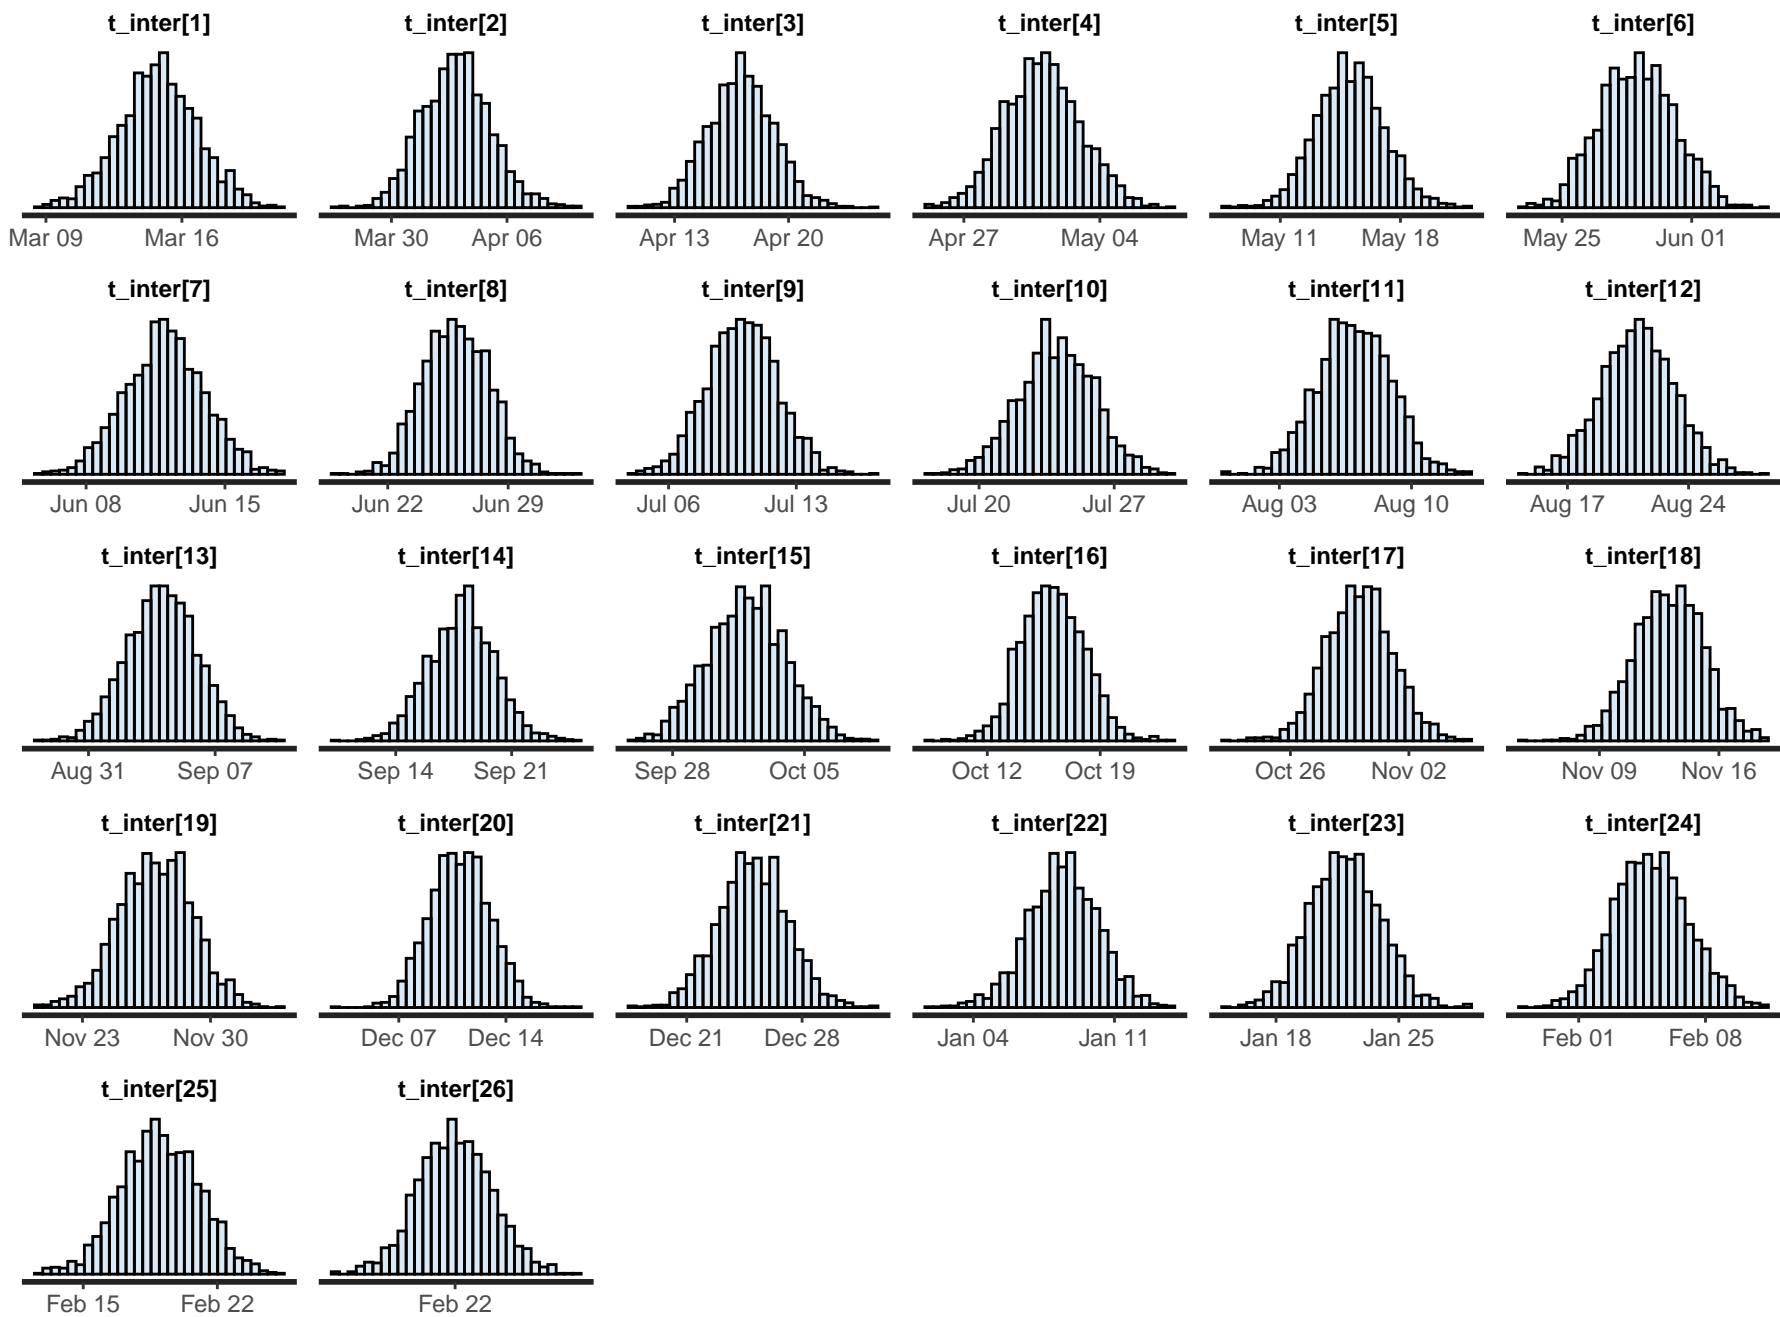 t_inter[1] t_inter[2] t_inter[3] t_inter[4] t_inter[5] t_inter[6]
Mar 09 Mar 16 Mar 30 Apr 06 Apr 13 Apr 20 Apr 27 May 04 May 11 May 18 May 25 Jun 01
t_inter[7] t_inter[8] t_inter[9] t_inter[10] t_inter[11] t_inter[12]
Jun 08 Jun 15 Jun 22 Jun 29 Jul 06 Jul 13 Jul 20 Jul 27 Aug 03 Aug 10 Aug 17 Aug 24
t_inter[13] t_inter[14] t_inter[15] t_inter[16] t_inter[17] t_inter[18]
Aug 31 Sep 07 Sep 14 Sep 21 Sep 28 Oct 05 Oct 12 Oct 19 Oct 26 Nov 02 Nov 09 Nov 16
t_inter[19] t_inter[20] t_inter[21] t_inter[22] t_inter[23] t_inter[24]
Nov 23 Nov 30 Dec 07 Dec 14 Dec 21 Dec 28 Jan 04 Jan 11 Jan 18 Jan 25 Feb 01 Feb 08
t_inter[25] t_inter[26]
Feb 15 Feb 22 Feb 22